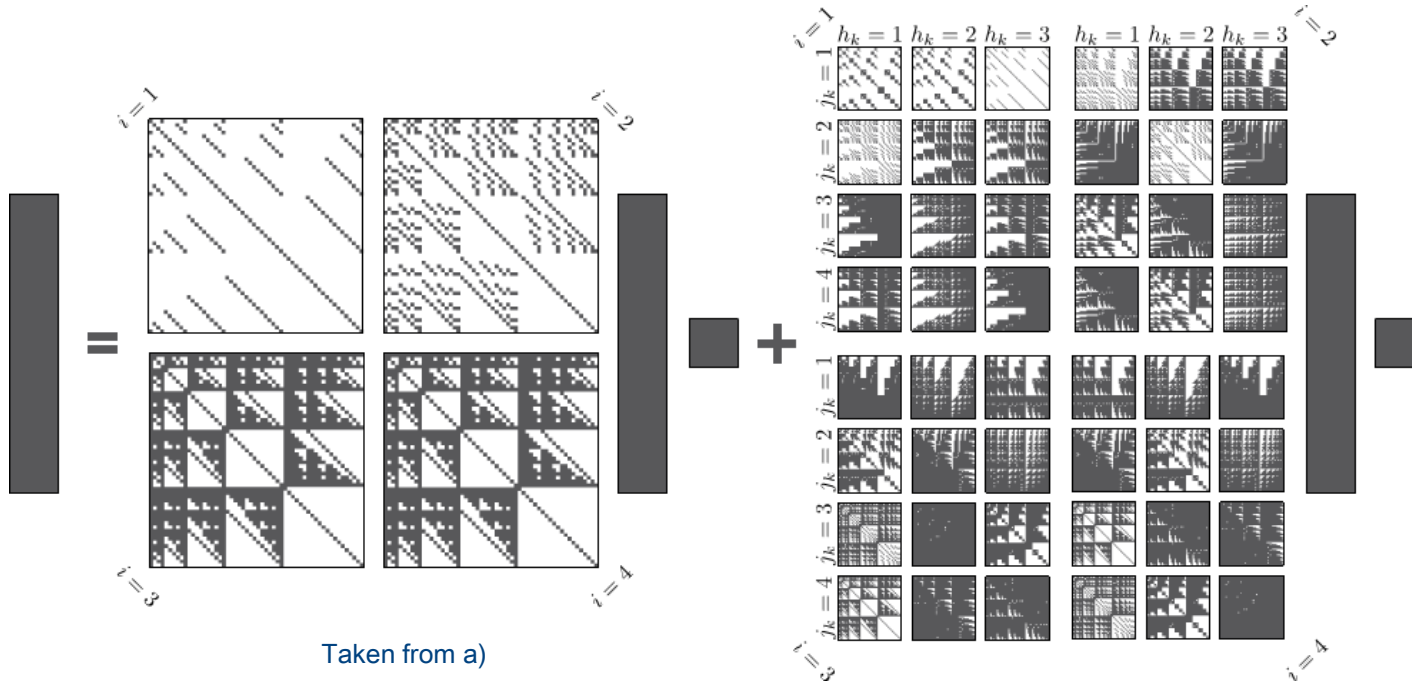 i = 1
i = 2
i = 3
i = 4
=
+
Taken from a)
i = 1
i = 2
h_k = 1 h_k = 2 h_k = 3 h_k = 1 h_k = 2 h_k = 3
j_k = 1
j_k = 2
j_k = 3
j_k = 4
j_k = 1
j_k = 2
j_k = 3
j_k = 4
i = 3
i = 4